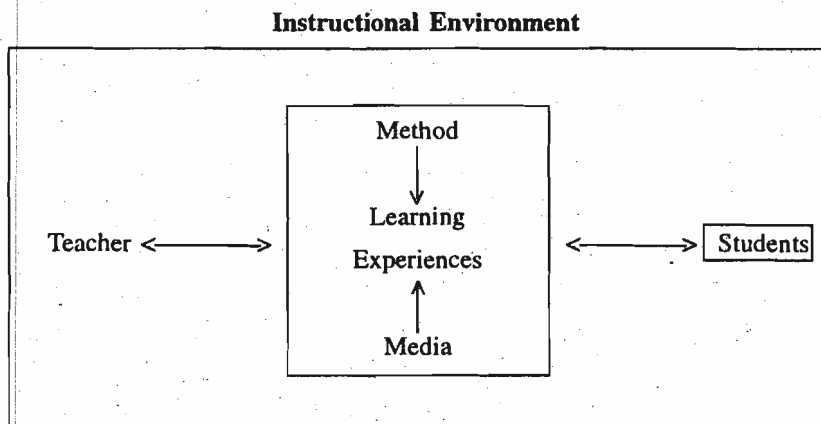 Instructional Environment
Method
Teacher
Learning
Experiences
Students
Media